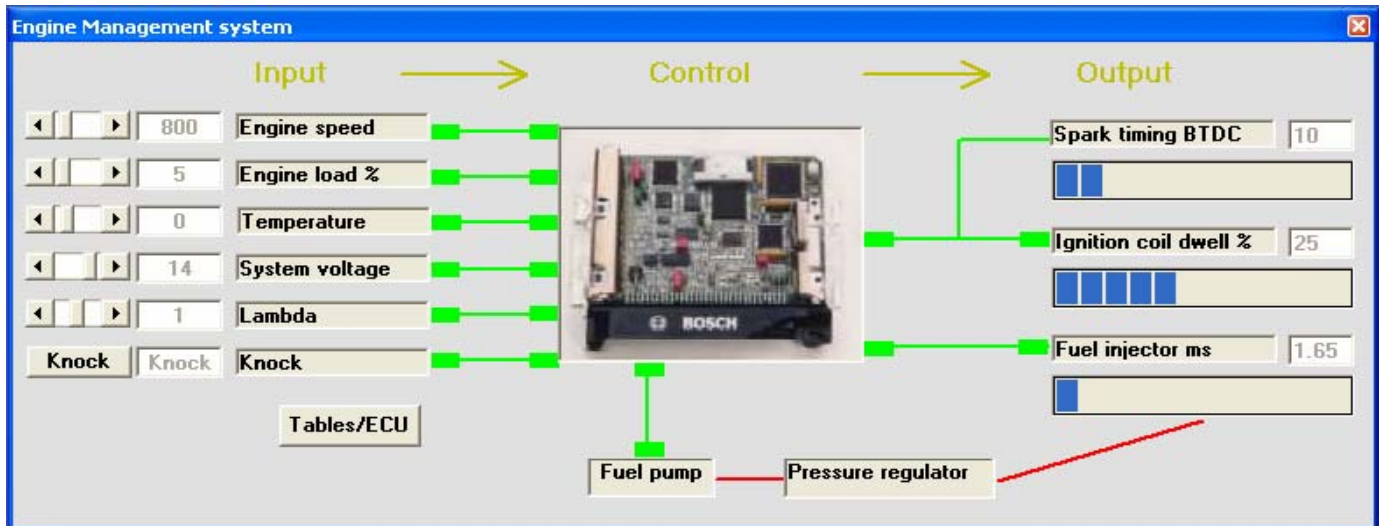 Engine Management system
Input Control Output
800 Engine speed
5 Engine load %
0 Temperature
14 System voltage
1 Lambda
Knock Knock Knock
Tables/ECU
BOSCH
Fuel pump
Pressure regulator
Spark timing BTDC 10
Ignition coil dwell % 25
Fuel injector ms 1.65